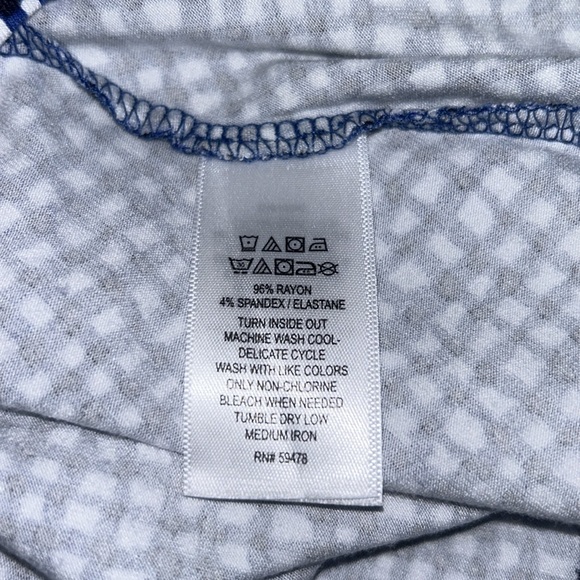 96% RAYON
4% SPANDEX / ELASTANE
TURN INSIDE OUT
MACHINE WASH COOL-
DELICATE CYCLE
WASH WITH LIKE COLORS
ONLY NON-CHLORINE
BLEACH WHEN NEEDED
TUMBLE DRY LOW
MEDIUM IRON
RN# 59478